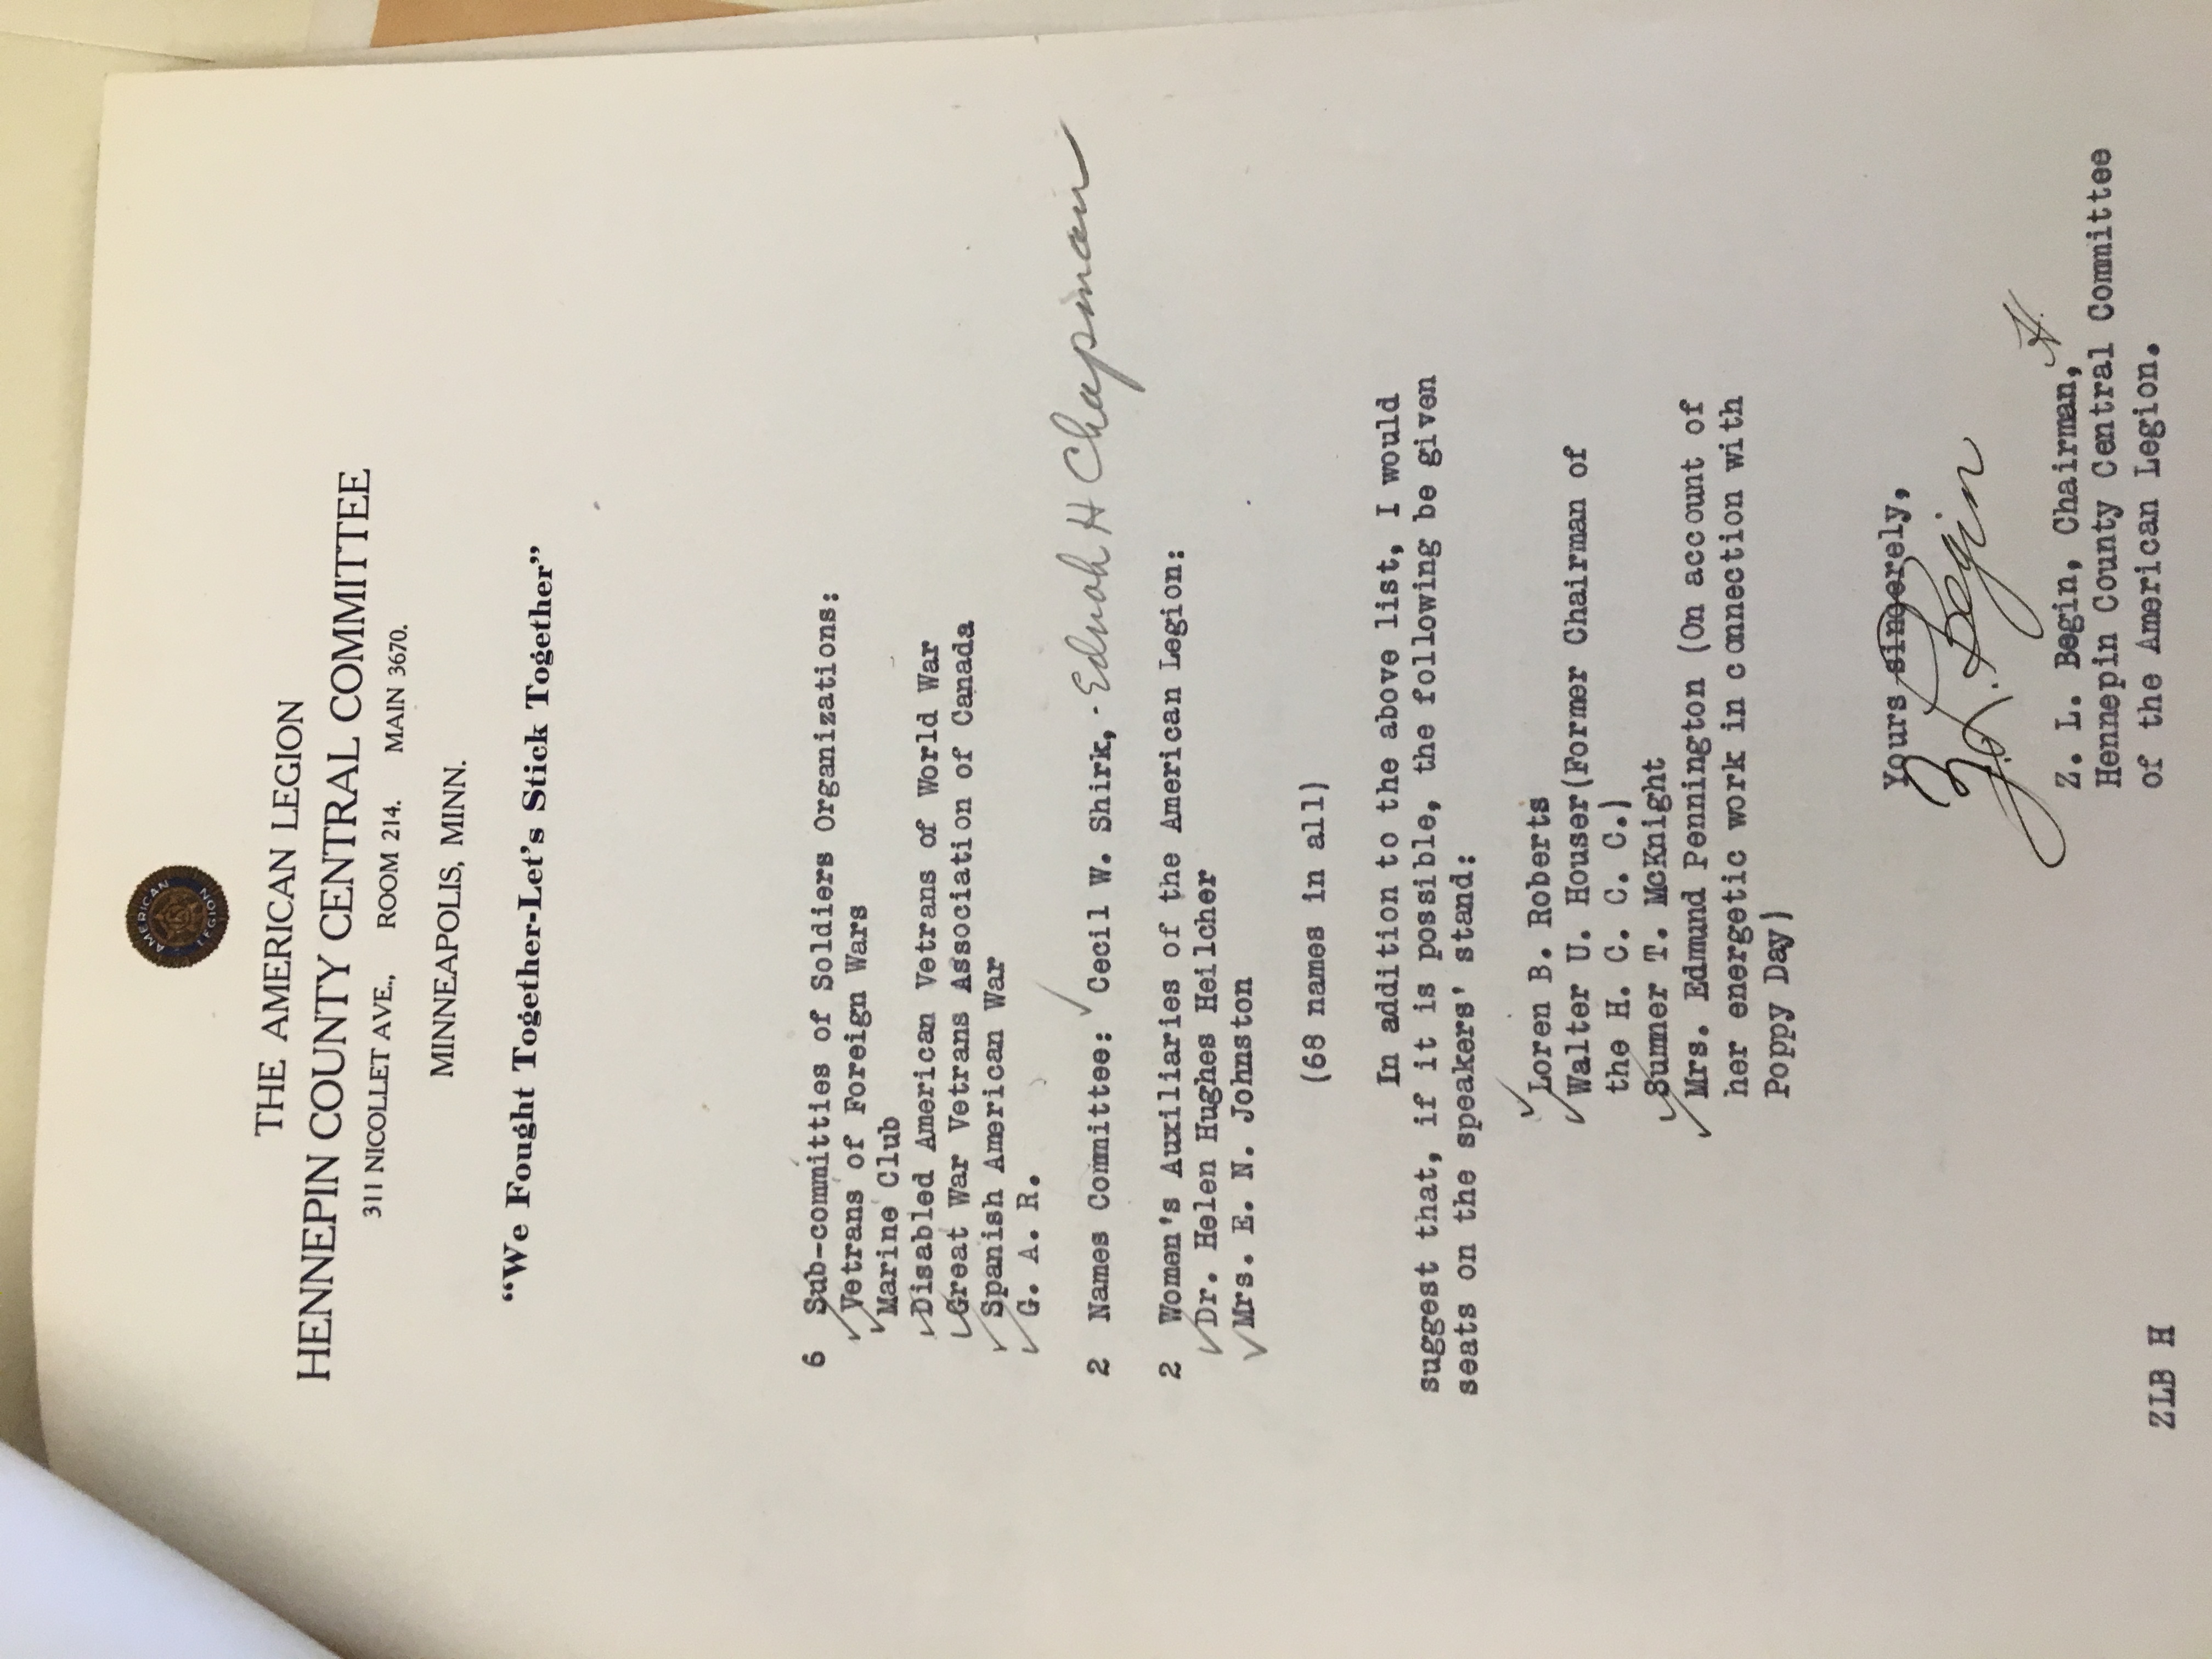 AMERICAN
LEGION
THE AMERICAN LEGION
HENNEPIN COUNTY CENTRAL COMMITTEE
311 NICOLLET AVE., ROOM 214. MAIN 3670.
MINNEAPOLIS, MINN.
“We Fought Together-Let's Stick Together”
6 Sub-committies of Soldiers Organizations:
Vetrans of Foreign Wars
Marine Club
Disabled American Vetrans of World War
Great War Vetrans Association of Canada
Spanish American War
G. A. R.
2 Names Committee: Cecil W. Shirk, - Ednah H Chapman
2 Women's Auxiliaries of the American Legion:
Dr. Helen Hughes Heilcher
Mrs. E. N. Johnston
(68 names in all)
In addition to the above list, I would
suggest that, if it is possible, the following be given
seats on the speakers' stand:
Loren B. Roberts
Walter U. Houser(Former Chairman of
the H. C. C. C.)
Sumner T. McKnight
Mrs. Edmund Pennington (On account of
her energetic work in connection with
Poppy Day)
Yours sincerely,
Z. L. Begin
H.
Z. L. Begin, Chairman,
Hennepin County Central Committee
of the American Legion.
ZLB H